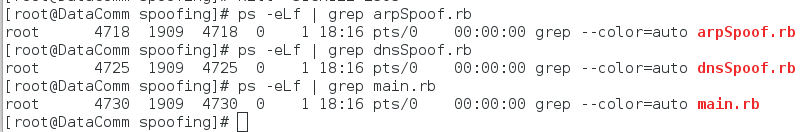 [root@DataComm spoofing]# ps -eLf | grep arpSpoof.rb
root      4718  1909  4718  0    1 18:16 pts/0    00:00:00 grep --color=auto arpSpoof.rb
[root@DataComm spoofing]# ps -eLf | grep dnsSpoof.rb
root      4725  1909  4725  0    1 18:16 pts/0    00:00:00 grep --color=auto dnsSpoof.rb
[root@DataComm spoofing]# ps -eLf | grep main.rb
root      4730  1909  4730  0    1 18:16 pts/0    00:00:00 grep --color=auto main.rb
[root@DataComm spoofing]#